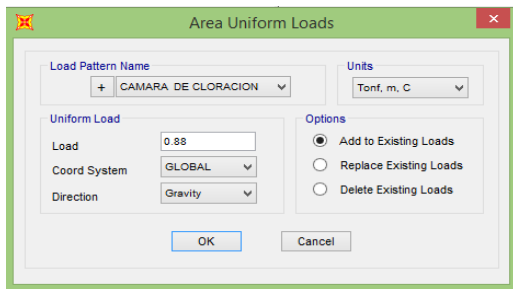 Area Uniform Loads
Load Pattern Name
+ CAMARA DE CLORACION
Units
Tonf, m, C
Uniform Load
Load 0.88
Coord System GLOBAL
Direction Gravity
Options
Add to Existing Loads
Replace Existing Loads
Delete Existing Loads
OK Cancel